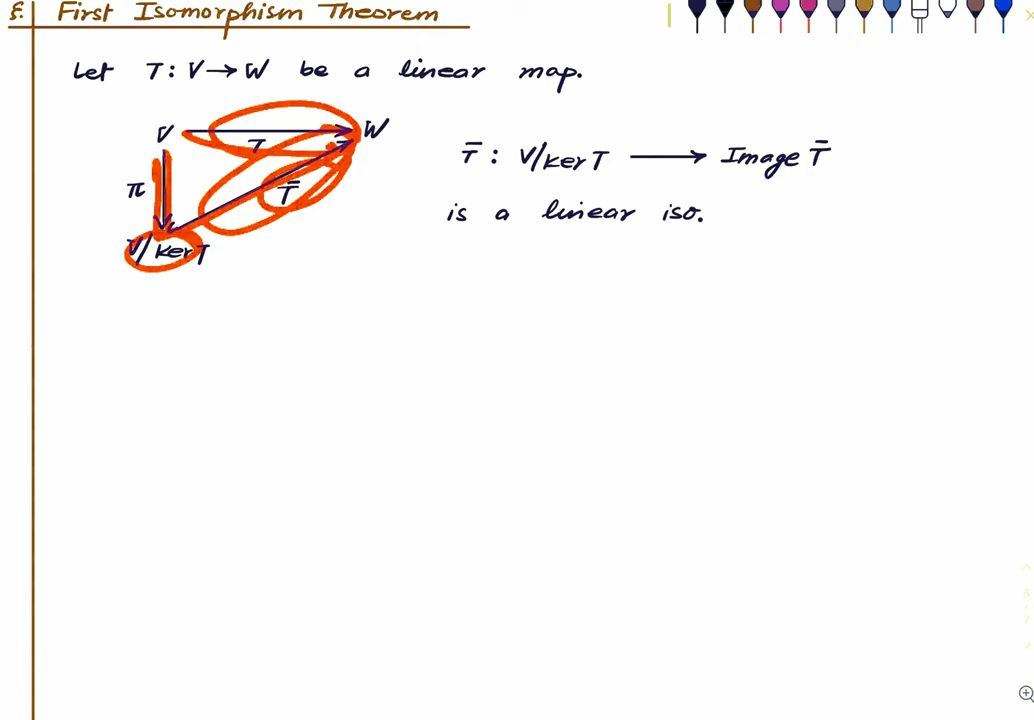 §. First Isomorphism Theorem
Let T: V → W be a linear map.
V T W
π T̄
V/Ker T
T̄ : V/Ker T ⟶ Image T̄
is a linear iso.